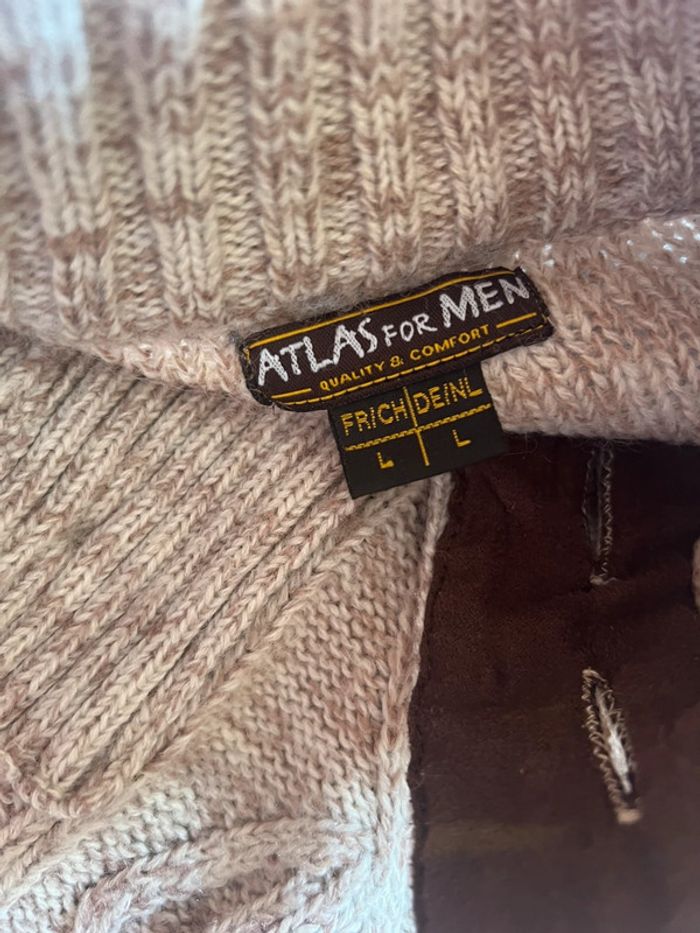 ATLAS FOR MEN
QUALITY & COMFORT
FR/CH DE/NL
L L